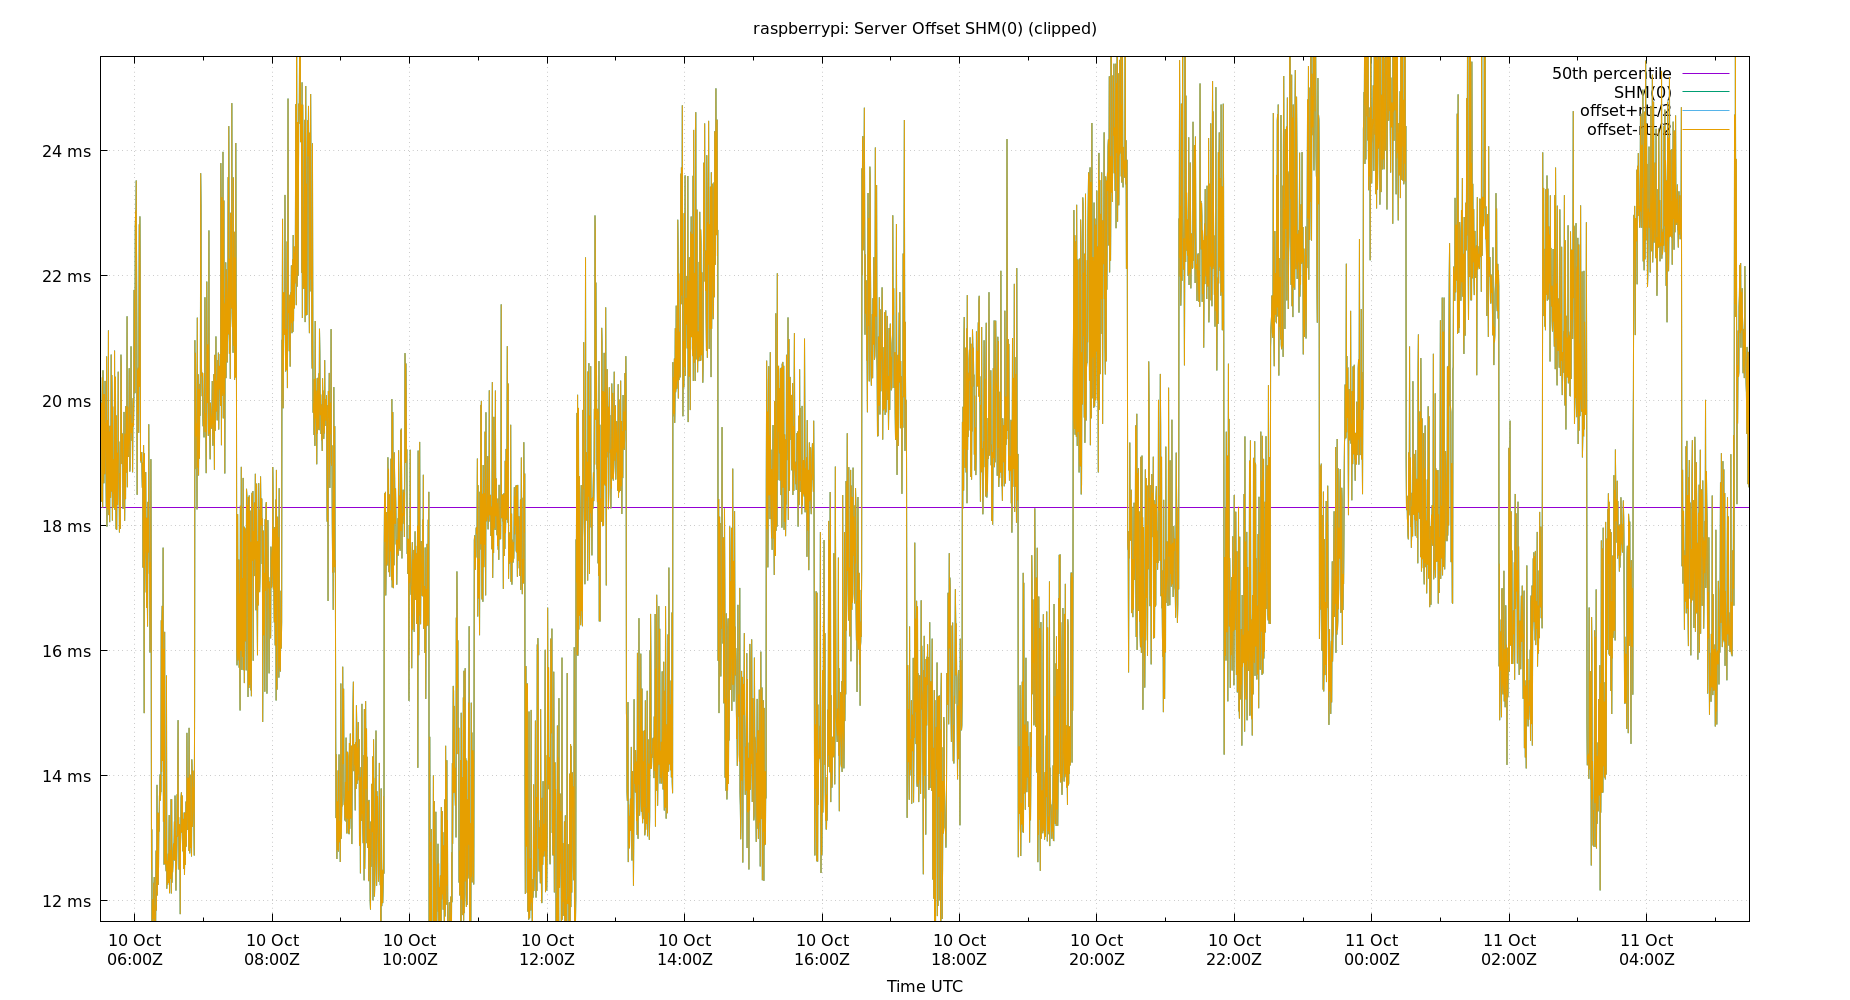 raspberrypi: Server Offset SHM(0) (clipped)
50th percentile
SHM(0)
offset+rtt/2
offset-rtt/2
24 ms
22 ms
20 ms
18 ms
16 ms
14 ms
12 ms
10 Oct 10 Oct 10 Oct 10 Oct 10 Oct 10 Oct 10 Oct 10 Oct 10 Oct 11 Oct 11 Oct 11 Oct
06:00Z 08:00Z 10:00Z 12:00Z 14:00Z 16:00Z 18:00Z 20:00Z 22:00Z 00:00Z 02:00Z 04:00Z
Time UTC